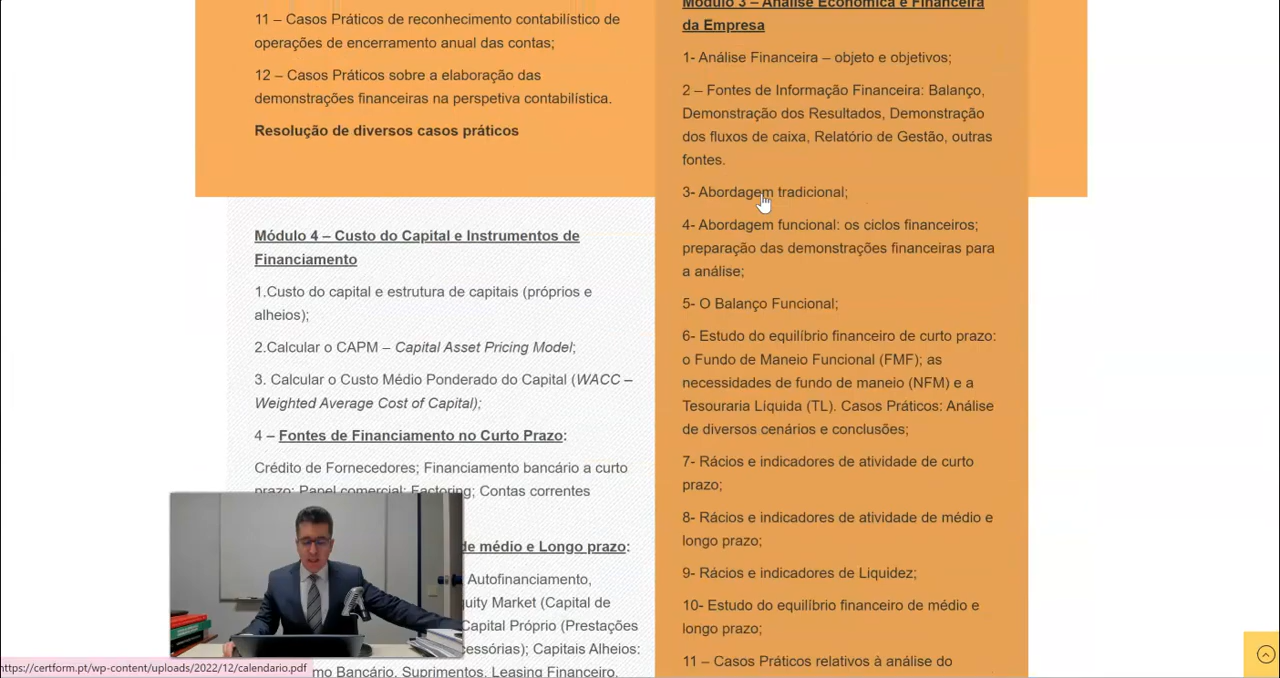 11 – Casos Práticos de reconhecimento contabilístico de
operações de encerramento anual das contas;
12 – Casos Práticos sobre a elaboração das
demonstrações financeiras na perspetiva contabilística.
Resolução de diversos casos práticos
Módulo 4 – Custo do Capital e Instrumentos de
Financiamento
1.Custo do capital e estrutura de capitais (próprios e
alheios);
2.Calcular o CAPM – Capital Asset Pricing Model;
3. Calcular o Custo Médio Ponderado do Capital (WACC –
Weighted Average Cost of Capital);
4 – Fontes de Financiamento no Curto Prazo:
Crédito de Fornecedores; Financiamento bancário a curto
prazo; Papel comercial; Factoring; Contas correntes
de médio e Longo prazo:
Autofinanciamento,
quity Market (Capital de
Capital Próprio (Prestações
cessórias); Capitais Alheios:
mo Bancário, Suprimentos, Leasing Financeiro,
Módulo 3 – Análise Económica e Financeira
da Empresa
1- Análise Financeira – objeto e objetivos;
2 – Fontes de Informação Financeira: Balanço,
Demonstração dos Resultados, Demonstração
dos fluxos de caixa, Relatório de Gestão, outras
fontes.
3- Abordagem tradicional;
4- Abordagem funcional: os ciclos financeiros;
preparação das demonstrações financeiras para
a análise;
5- O Balanço Funcional;
6- Estudo do equilíbrio financeiro de curto prazo:
o Fundo de Maneio Funcional (FMF); as
necessidades de fundo de maneio (NFM) e a
Tesouraria Líquida (TL). Casos Práticos: Análise
de diversos cenários e conclusões;
7- Rácios e indicadores de atividade de curto
prazo;
8- Rácios e indicadores de atividade de médio e
longo prazo;
9- Rácios e indicadores de Liquidez;
10- Estudo do equilíbrio financeiro de médio e
longo prazo;
11 – Casos Práticos relativos à análise do
https://certform.pt/wp-content/uploads/2022/12/calendario.pdf